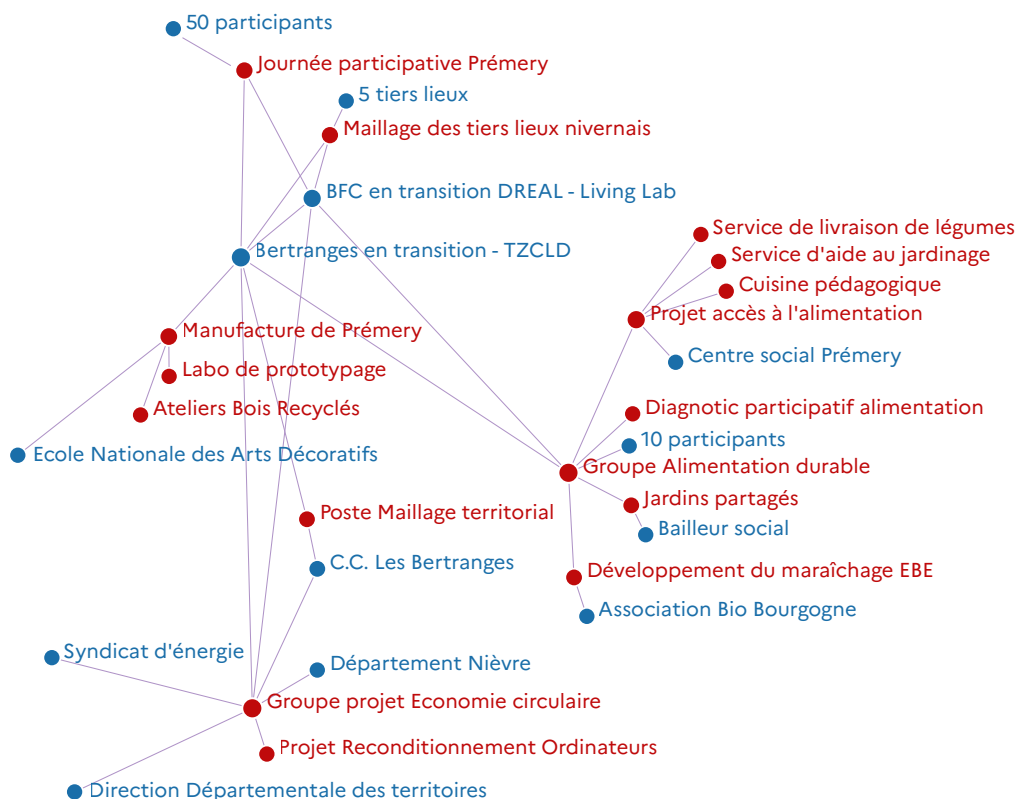 50 participants
Journée participative Prémery
5 tiers lieux
Maillage des tiers lieux nivernais
BFC en transition DREAL - Living Lab
Bertranges en transition - TZCLD
Service de livraison de légumes
Service d'aide au jardinage
Cuisine pédagogique
Projet accès à l'alimentation
Manufacture de Prémery
Centre social Prémery
Labo de prototypage
Ateliers Bois Recyclés
Diagnotic participatif alimentation
10 participants
Ecole Nationale des Arts Décoratifs
Groupe Alimentation durable
Jardins partagés
Poste Maillage territorial
Bailleur social
C.C. Les Bertranges
Développement du maraîchage EBE
Association Bio Bourgogne
Syndicat d'énergie
Département Nièvre
Groupe projet Economie circulaire
Projet Reconditionnement Ordinateurs
Direction Départementale des territoires